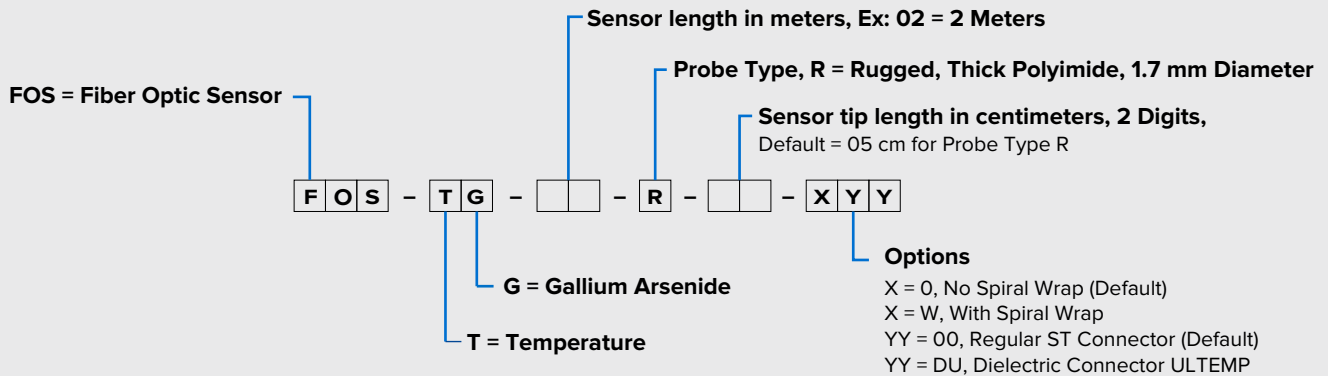 Sensor length in meters, Ex: 02 = 2 Meters
Probe Type, R = Rugged, Thick Polyimide, 1.7 mm Diameter
FOS = Fiber Optic Sensor
Sensor tip length in centimeters, 2 Digits,
Default = 05 cm for Probe Type R
F O S – T G – – R – – X Y Y
Options
G = Gallium Arsenide
X = 0, No Spiral Wrap (Default)
X = W, With Spiral Wrap
T = Temperature
YY = 00, Regular ST Connector (Default)
YY = DU, Dielectric Connector ULTEMP